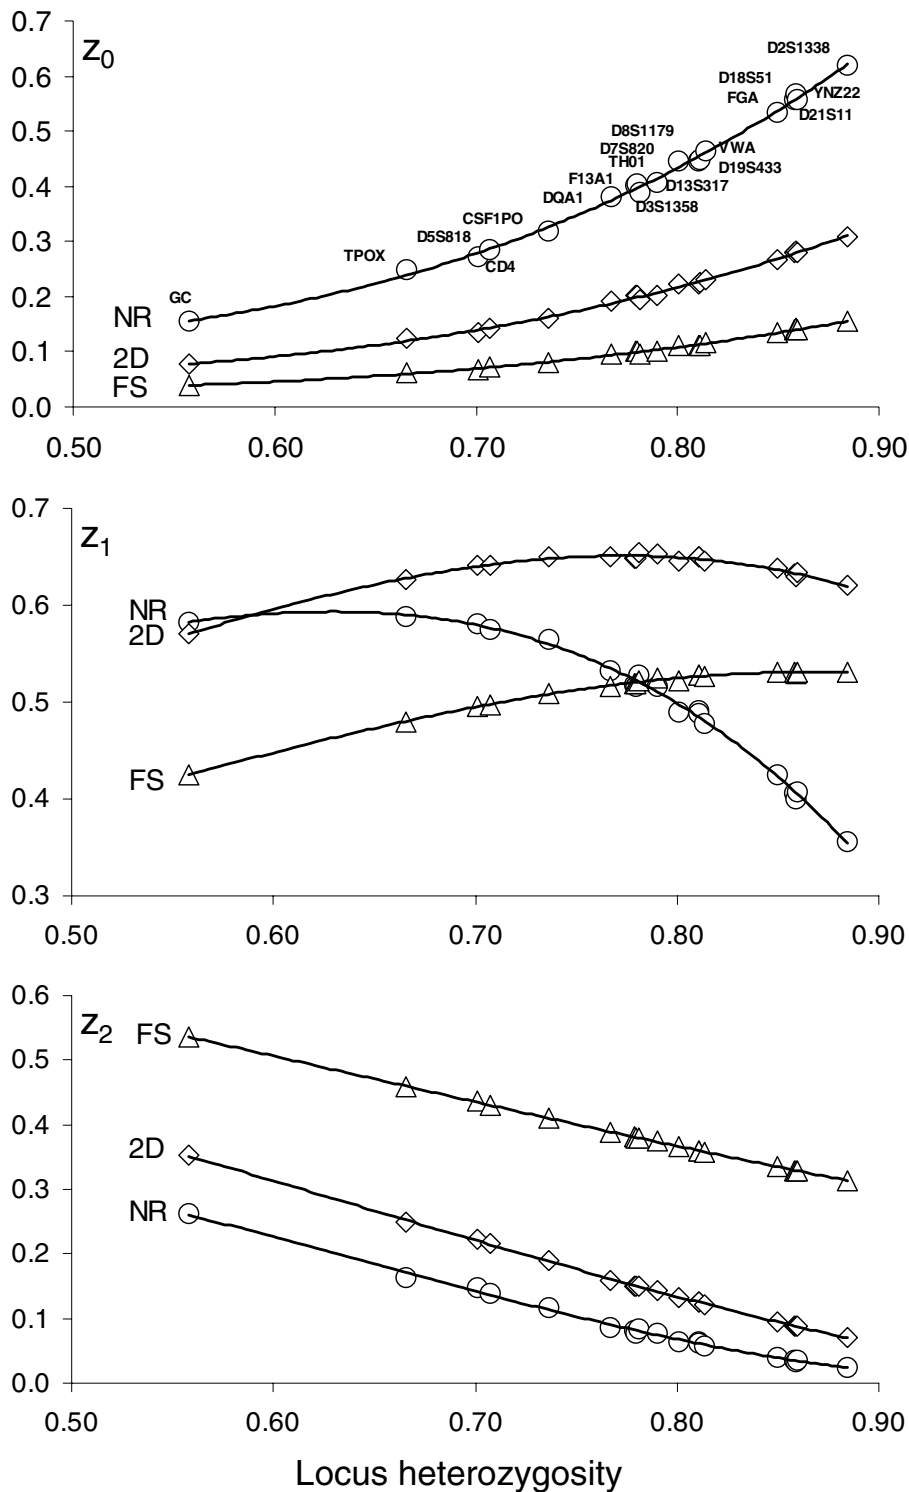 0.7
z0
D2S1338
0.6
D18S51
YNZ22
FGA
D21S11
0.5
D8S1179
D7S820
VWA
TH01
D19S433
0.4
F13A1
D13S317
DQA1
D3S1358
0.3
CSF1PO
D5S818
TPOX
CD4
0.2
GC
NR
0.1
2D
FS
0.0
0.50 0.60 0.70 0.80 0.90
0.7
z1
0.6
NR
2D
0.5
FS
0.4
0.3
0.50 0.60 0.70 0.80 0.90
0.6
z2
FS
0.5
0.4
2D
0.3
NR
0.2
0.1
0.0
0.50 0.60 0.70 0.80 0.90
Locus heterozygosity